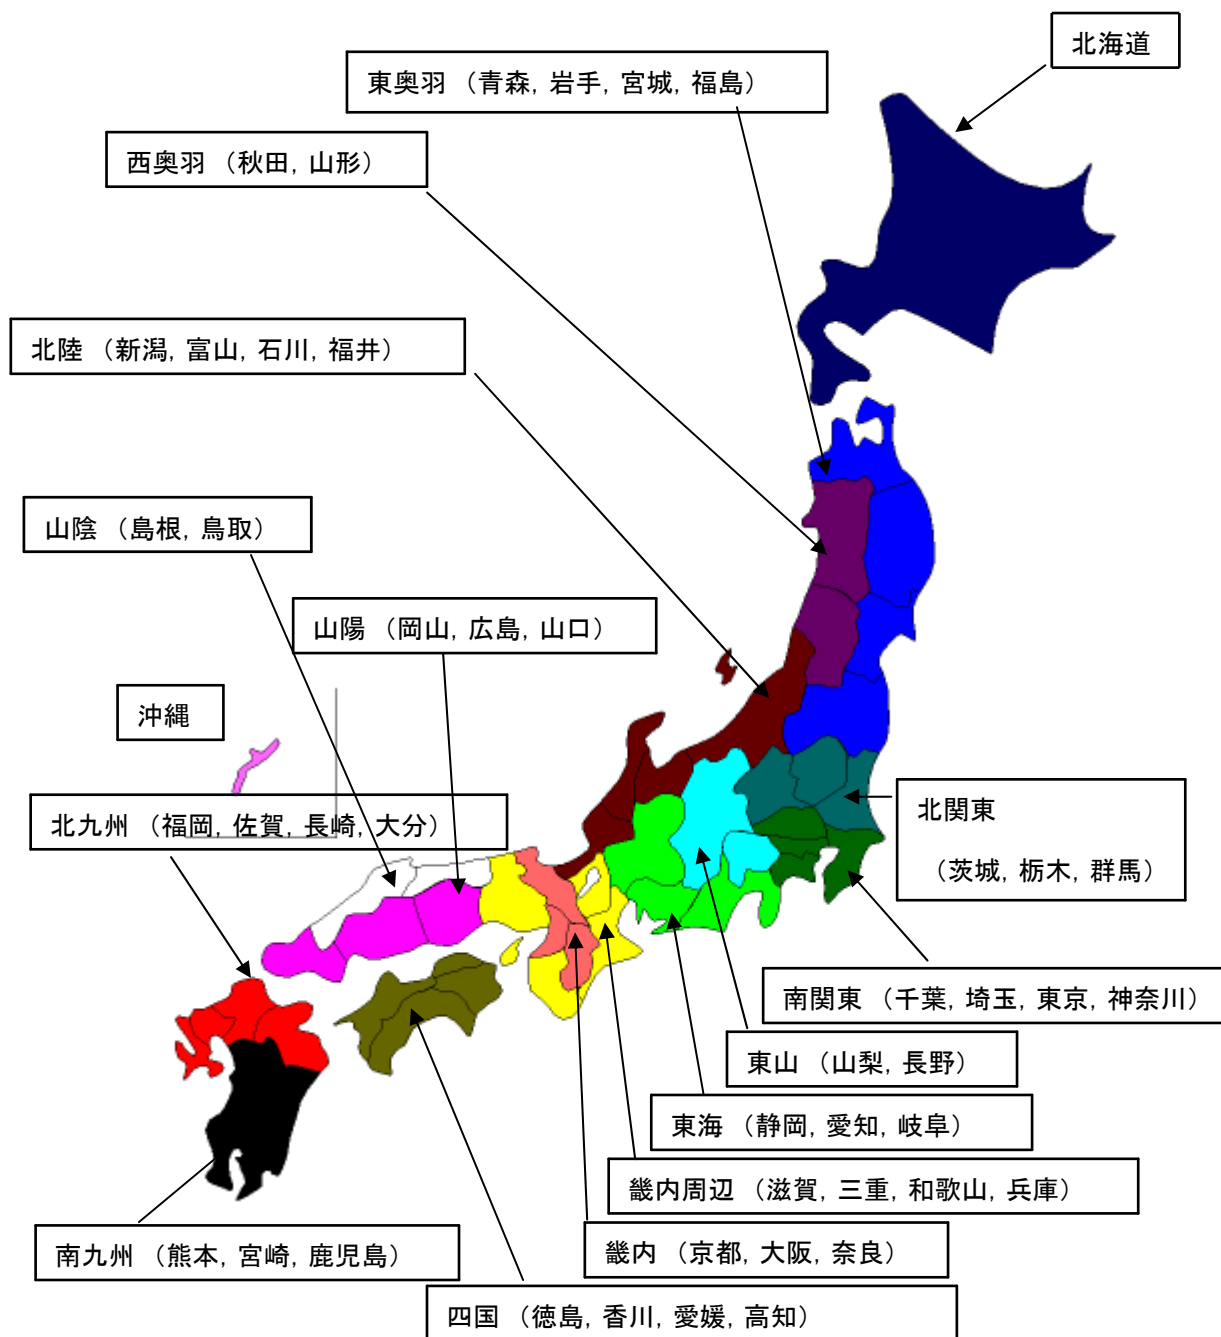 北海道
東奥羽 （青森, 岩手, 宮城, 福島）
西奥羽 （秋田, 山形）
北陸 （新潟, 富山, 石川, 福井）
山陰 （島根, 鳥取）
山陽 （岡山, 広島, 山口）
沖縄
北九州 （福岡, 佐賀, 長崎, 大分）
北関東
（茨城, 栃木, 群馬）
南関東 （千葉, 埼玉, 東京, 神奈川）
東山 （山梨, 長野）
東海 （静岡, 愛知, 岐阜）
畿内周辺 （滋賀, 三重, 和歌山, 兵庫）
畿内 （京都, 大阪, 奈良）
南九州 （熊本, 宮崎, 鹿児島）
四国 （徳島, 香川, 愛媛, 高知）